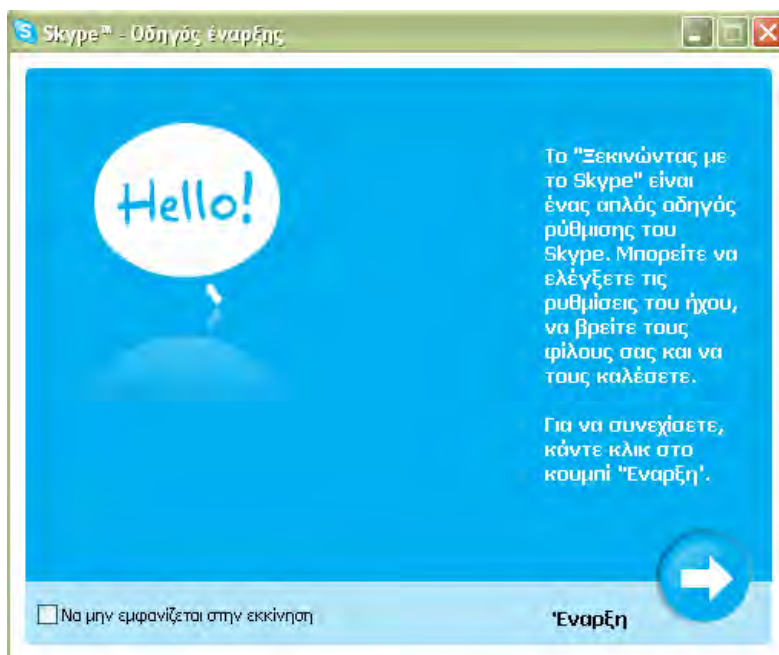 Skype™ - Οδηγός έναρξης
Hello!
Το "Ξεκινώντας με
το Skype" είναι
ένας απλός οδηγός
ρύθμισης του
Skype. Μπορείτε να
ελέγξετε τις
ρυθμίσεις του ήχου,
να βρείτε τους
φίλους σας και να
τους καλέσετε.
Για να συνεχίσετε,
κάντε κλικ στο
κουμπί 'Έναρξη'.
Να μην εμφανίζεται στην εκκίνηση
Έναρξη